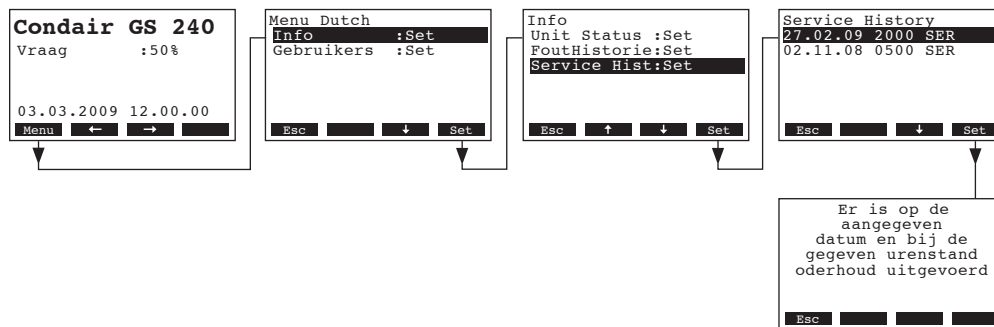 Condair GS 240
Vraag :50%
03.03.2009 12.00.00
Menu ← →
Menu Dutch
Info :Set
Gebruikers :Set
Esc ↓ Set
Info
Unit Status :Set
FoutHistorie:Set
Service Hist:Set
Esc ↑ ↓ Set
Service History
27.02.09 2000 SER
02.11.08 0500 SER
Esc ↓ Set
Er is op de
aangegeven
datum en bij de
gegeven urenstand
oderhoud uitgevoerd
Esc